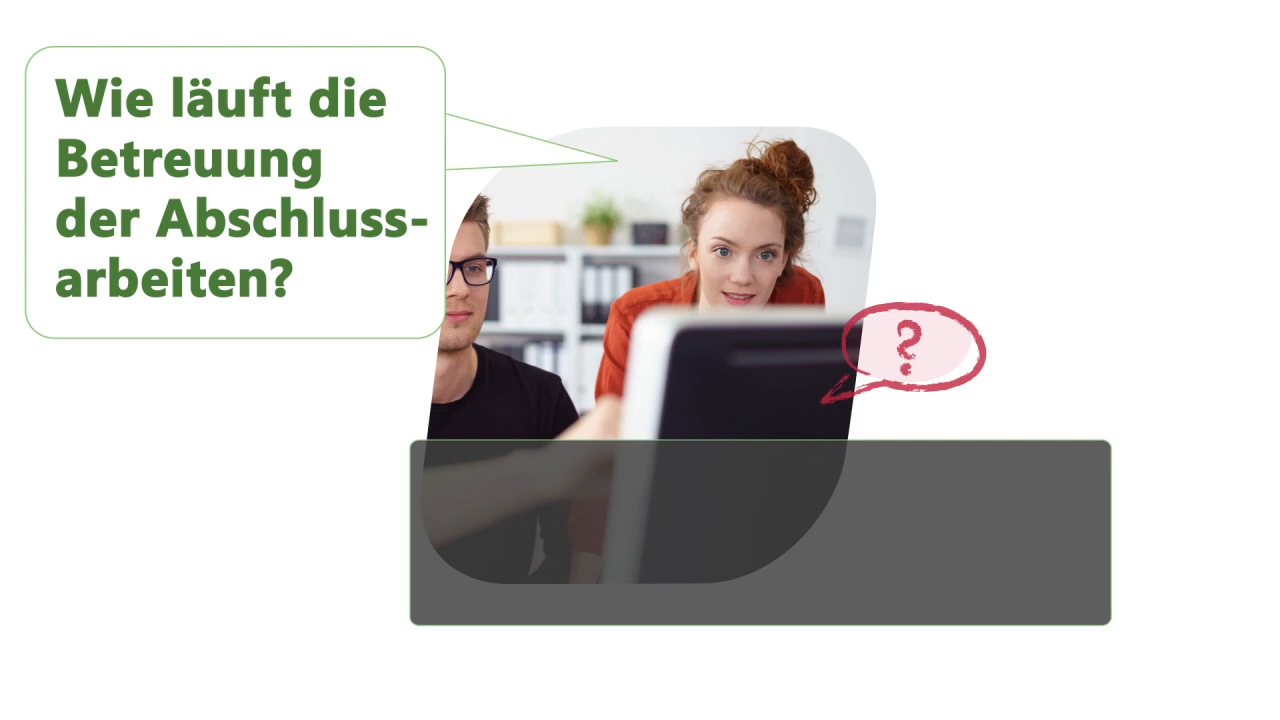 Wie läuft die
Betreuung
der Abschluss-
arbeiten?
?